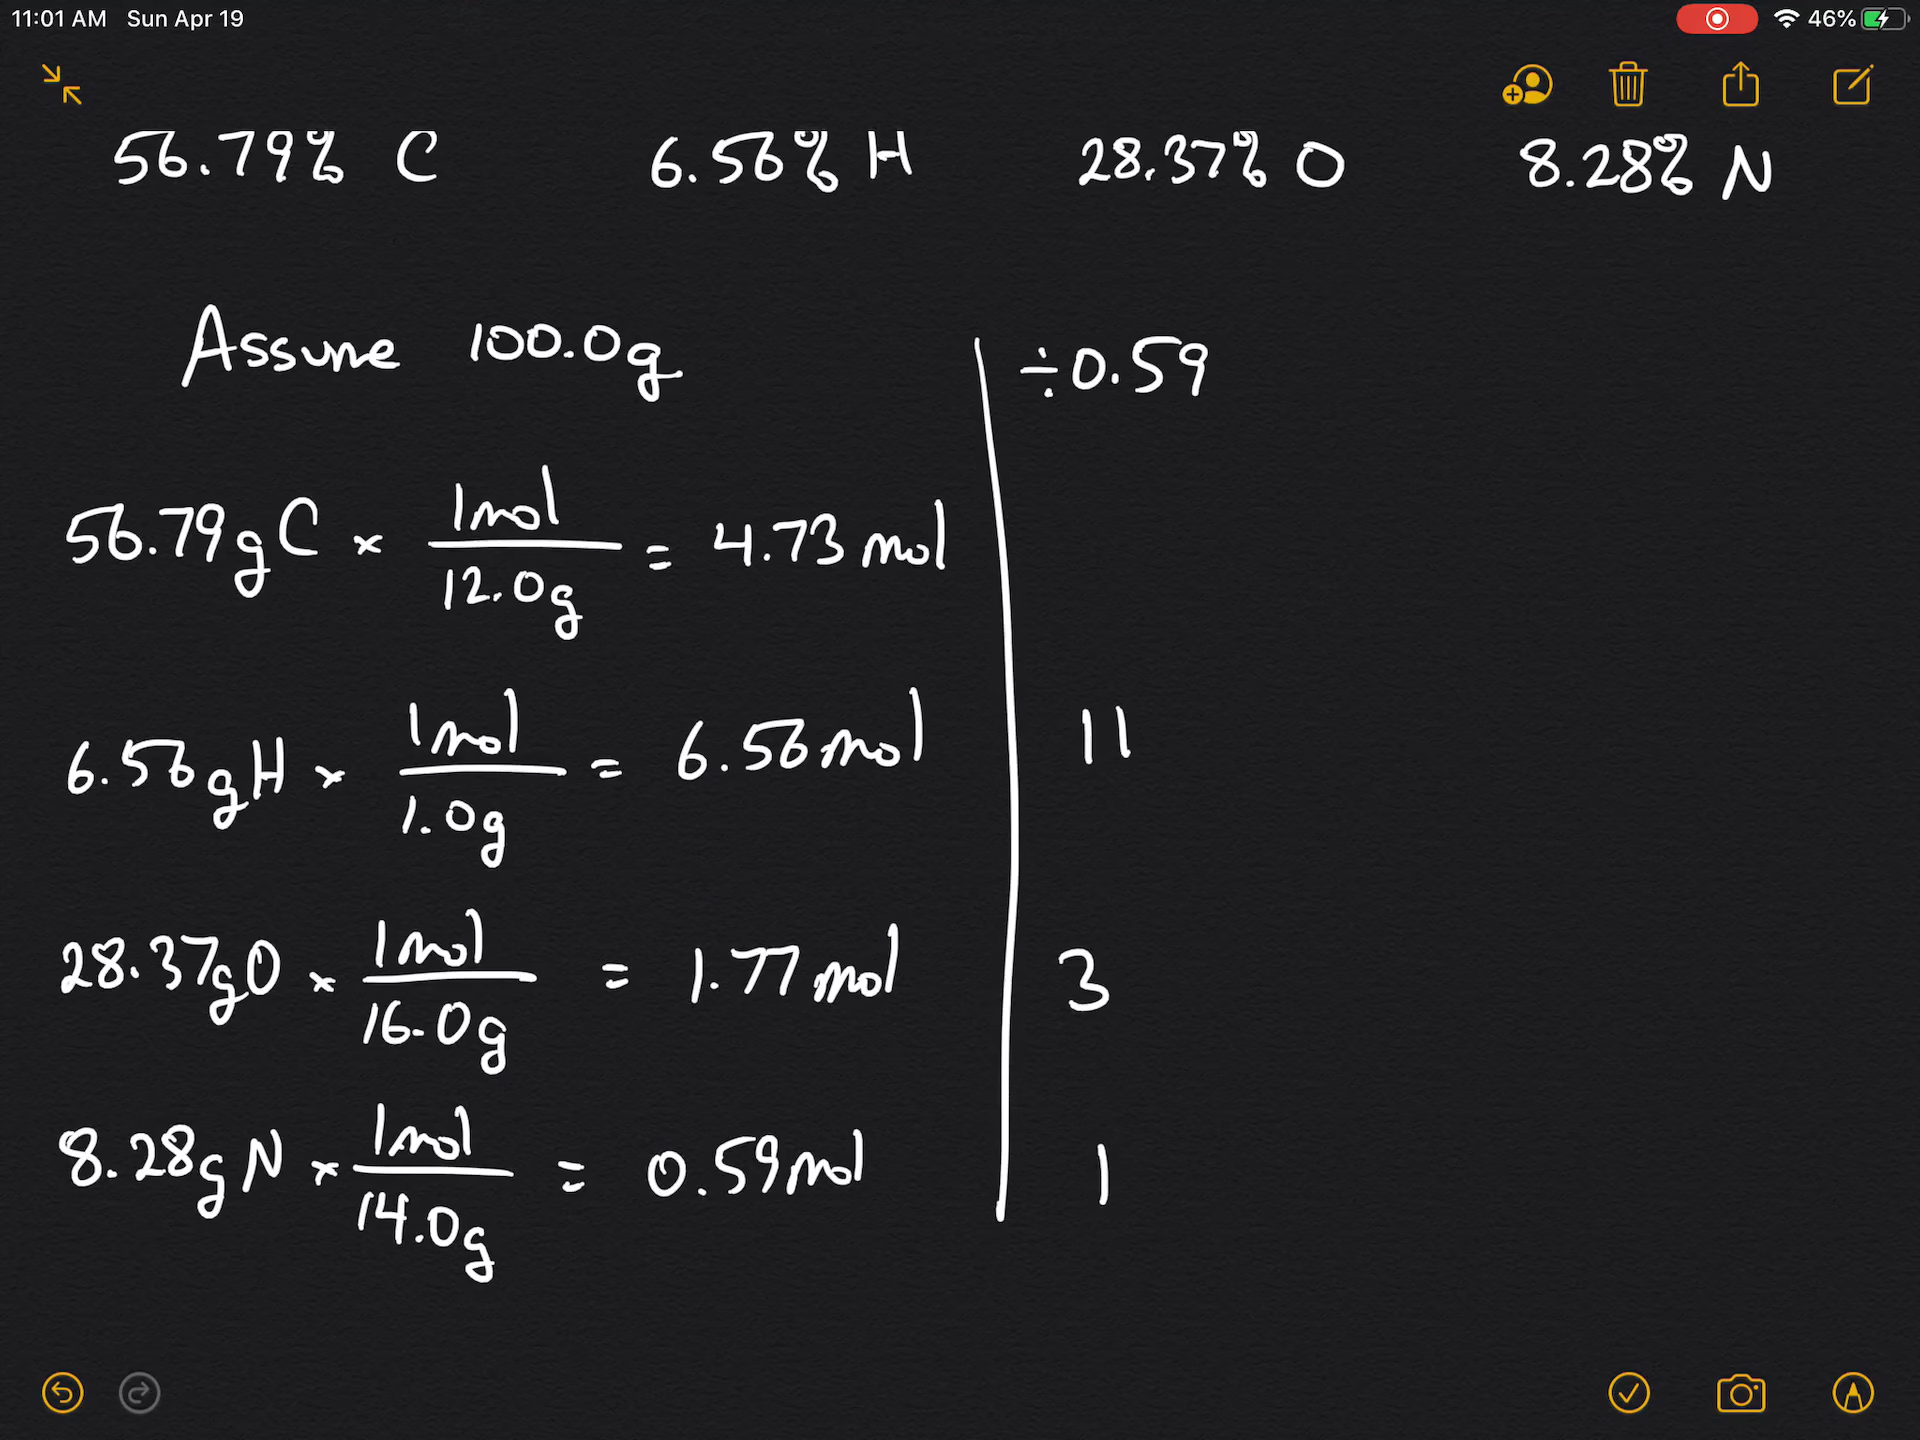 11:01 AM Sun Apr 19 46%
56.79% C 6.56% H 28.37% O 8.28% N
Assume 100.0g ÷0.59
56.79g C × 1mol/12.0g = 4.73 mol
6.56g H × 1mol/1.0g = 6.56 mol 11
28.37g O × 1mol/16.0g = 1.77 mol 3
8.28g N × 1mol/14.0g = 0.59 mol 1